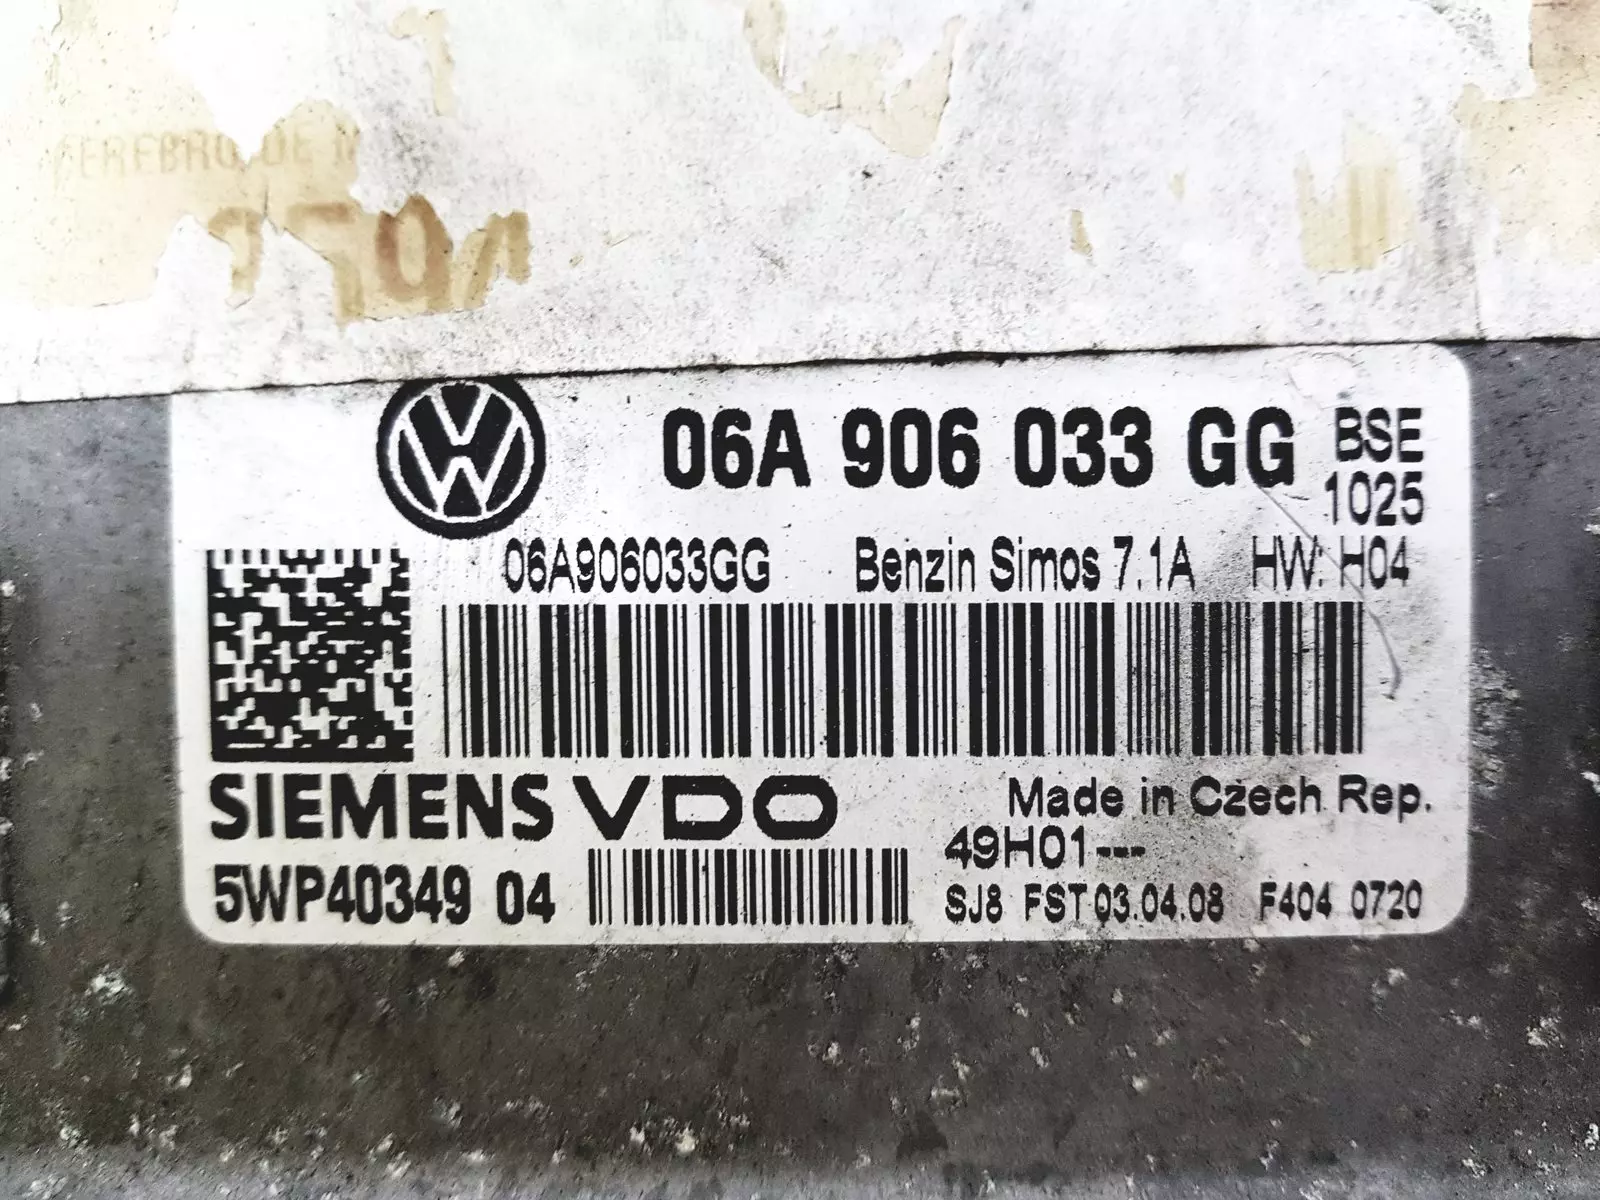 06A 906 033 GG BSE
1025
06A906033GG Benzin Simos 7.1A HW: H04
SIEMENS VDO Made in Czech Rep.
49H01---
5WP40349 04 SJ8 FST 03.04.08 F404 0720